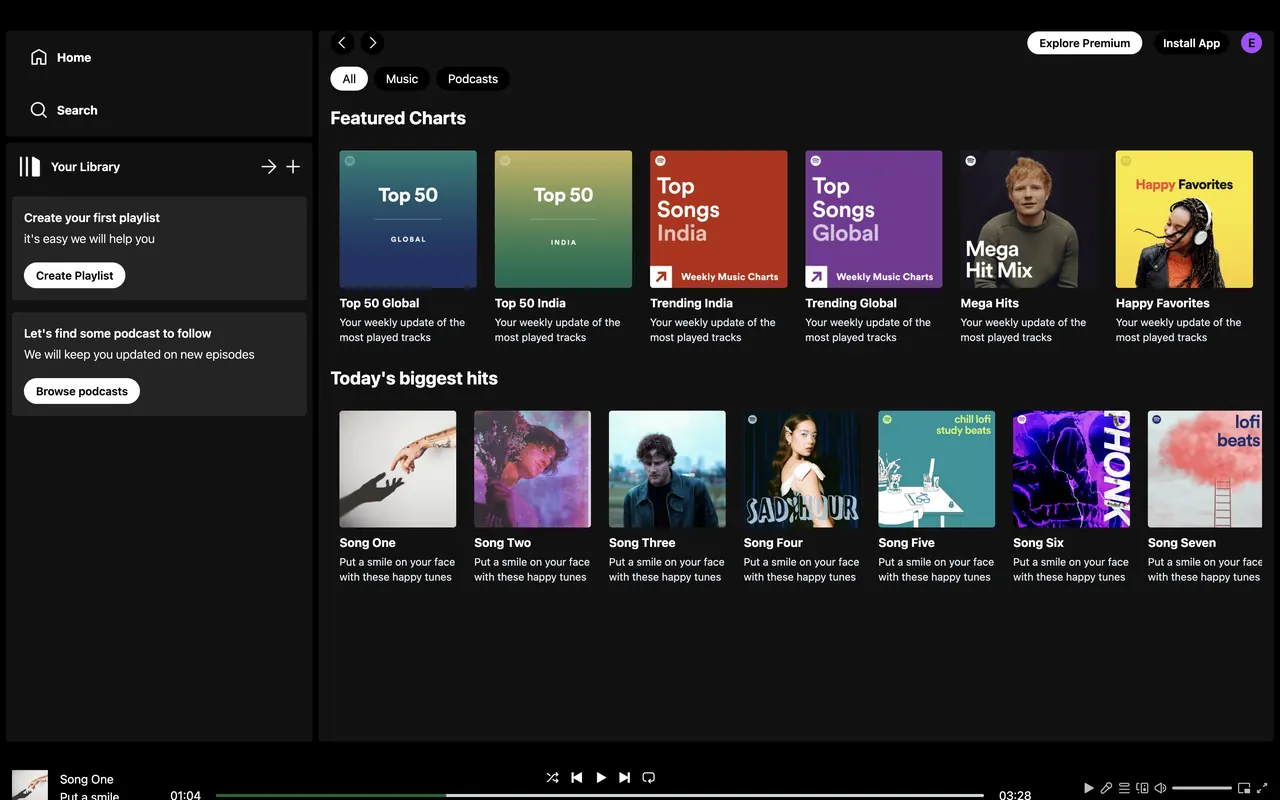 Home
Search
Your Library
Create your first playlist
it's easy we will help you
Create Playlist
Let's find some podcast to follow
We will keep you updated on new episodes
Browse podcasts
Explore Premium
Install App
E
All
Music
Podcasts
Featured Charts
Top 50
GLOBAL
Top 50 Global
Your weekly update of the
most played tracks
Top 50
INDIA
Top 50 India
Your weekly update of the
most played tracks
Top
Songs
India
Weekly Music Charts
Trending India
Your weekly update of the
most played tracks
Top
Songs
Global
Weekly Music Charts
Trending Global
Your weekly update of the
most played tracks
Mega
Hit Mix
Mega Hits
Your weekly update of the
most played tracks
Happy Favorites
Happy Favorites
Your weekly update of the
most played tracks
Today's biggest hits
Song One
Put a smile on your face
with these happy tunes
Song Two
Put a smile on your face
with these happy tunes
Song Three
Put a smile on your face
with these happy tunes
SAD HOUR
Song Four
Put a smile on your face
with these happy tunes
chill lofi
study beats
Song Five
Put a smile on your face
with these happy tunes
PHONK
Song Six
Put a smile on your face
with these happy tunes
lofi
beats
Song Seven
Put a smile on your face
with these happy tunes
Song One
Put a smile
01:04
03:28